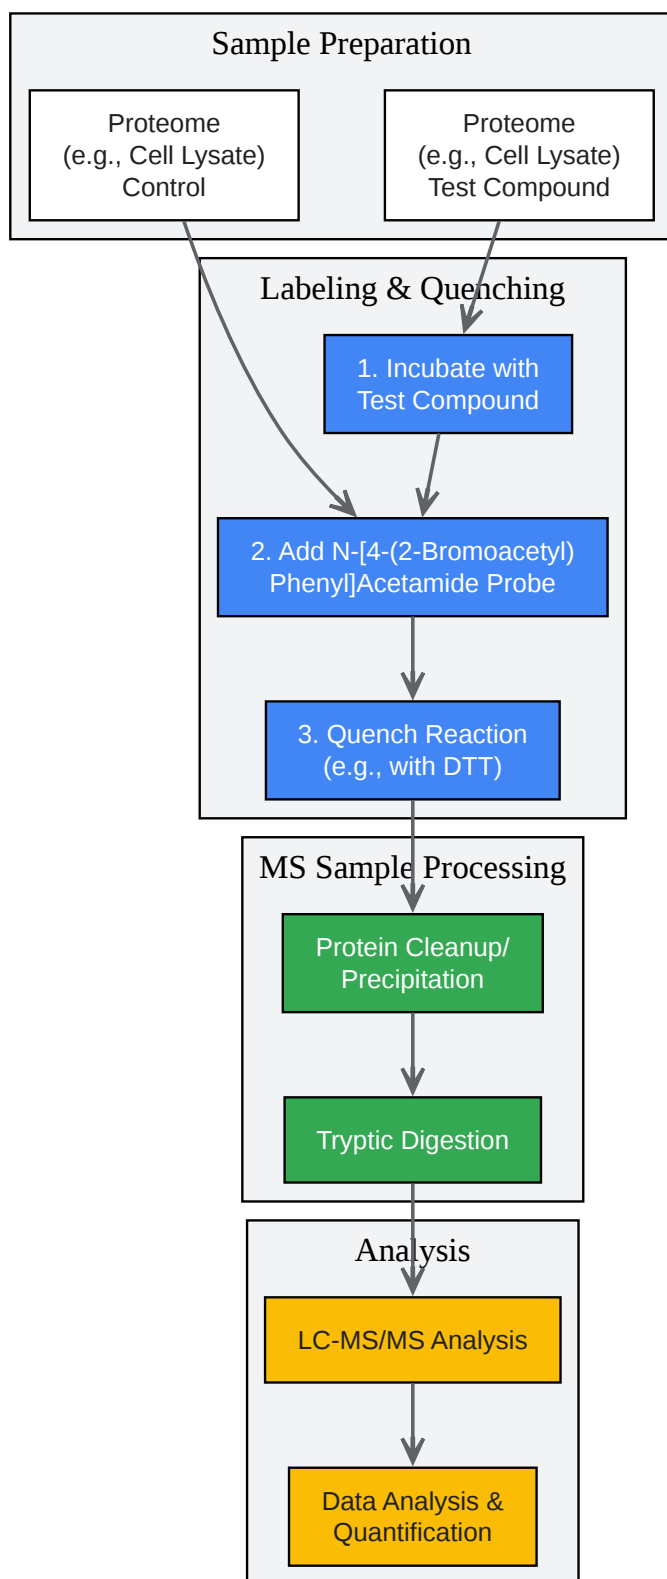 Sample Preparation
Proteome
(e.g., Cell Lysate)
Control
Proteome
(e.g., Cell Lysate)
Test Compound
Labeling & Quenching
1. Incubate with
Test Compound
2. Add N-[4-(2-Bromoacetyl)
Phenyl]Acetamide Probe
3. Quench Reaction
(e.g., with DTT)
MS Sample Processing
Protein Cleanup/
Precipitation
Tryptic Digestion
Analysis
LC-MS/MS Analysis
Data Analysis &
Quantification